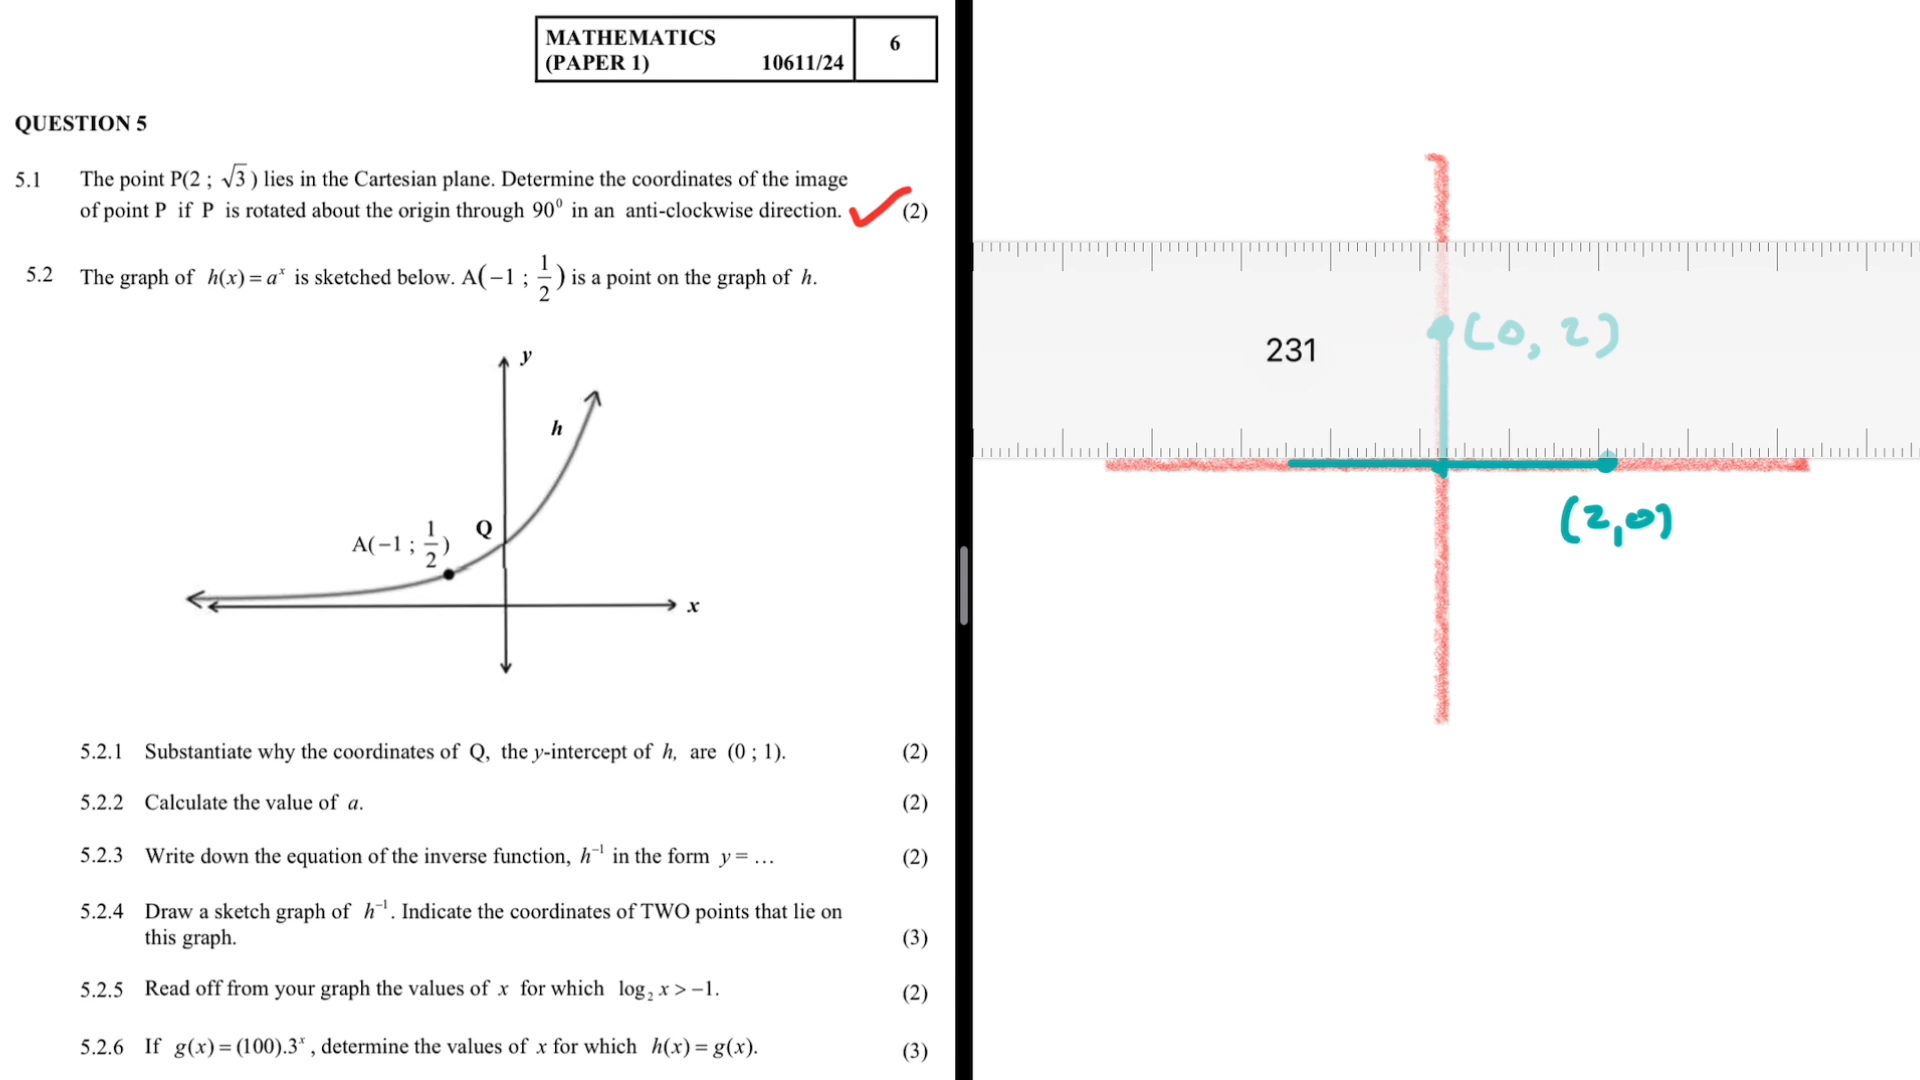 MATHEMATICS
(PAPER 1) 10611/24
6
QUESTION 5
5.1 The point P(2 ; √3 ) lies in the Cartesian plane. Determine the coordinates of the image
of point P if P is rotated about the origin through 90⁰ in an anti-clockwise direction. (2)
5.2 The graph of h(x) = aˣ is sketched below. A(−1 ; 1/2) is a point on the graph of h.
y
h
A(−1 ; 1/2)
Q
x
5.2.1 Substantiate why the coordinates of Q, the y-intercept of h, are (0 ; 1). (2)
5.2.2 Calculate the value of a. (2)
5.2.3 Write down the equation of the inverse function, h⁻¹ in the form y = ... (2)
5.2.4 Draw a sketch graph of h⁻¹. Indicate the coordinates of TWO points that lie on
this graph. (3)
5.2.5 Read off from your graph the values of x for which log₂ x > −1. (2)
5.2.6 If g(x) = (100).3ˣ , determine the values of x for which h(x) = g(x). (3)
231
(0, 2)
(2,0)